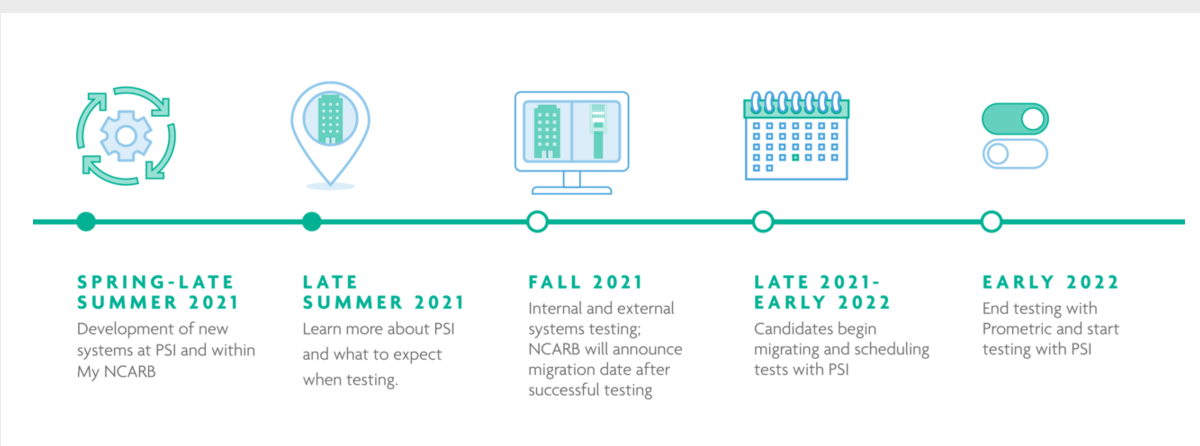 SPRING-LATE
SUMMER 2021
Development of new
systems at PSI and within
My NCARB
LATE
SUMMER 2021
Learn more about PSI
and what to expect
when testing.
FALL 2021
Internal and external
systems testing;
NCARB will announce
migration date after
successful testing
LATE 2021-
EARLY 2022
Candidates begin
migrating and scheduling
tests with PSI
EARLY 2022
End testing with
Prometric and start
testing with PSI